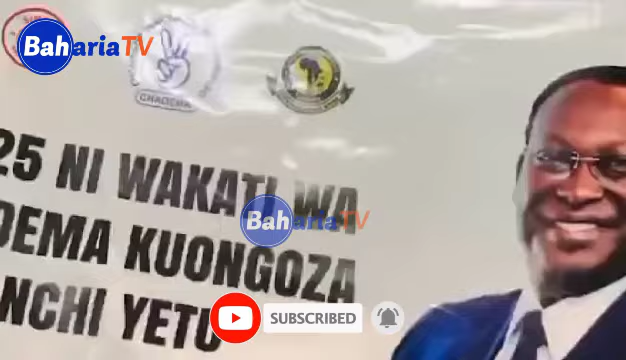 BahariaTV
CHADEMA
25 NI WAKATI WA
DEMA KUONGOZA
NCHI YETU
BahariaTV
SUBSCRIBED